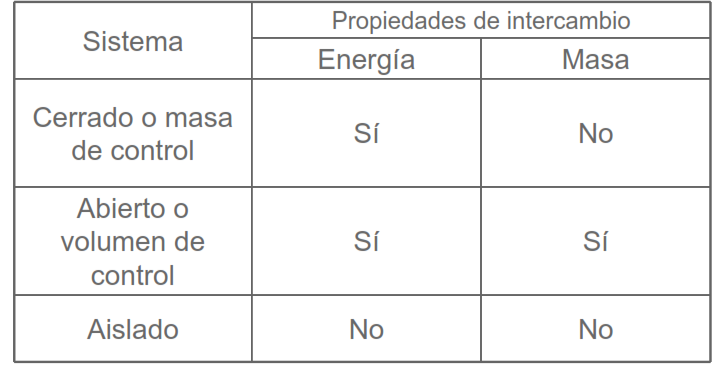 Sistema
Propiedades de intercambio
Energía
Masa
Cerrado o masa
de control
Sí
No
Abierto o
volumen de
control
Sí
Sí
Aislado
No
No